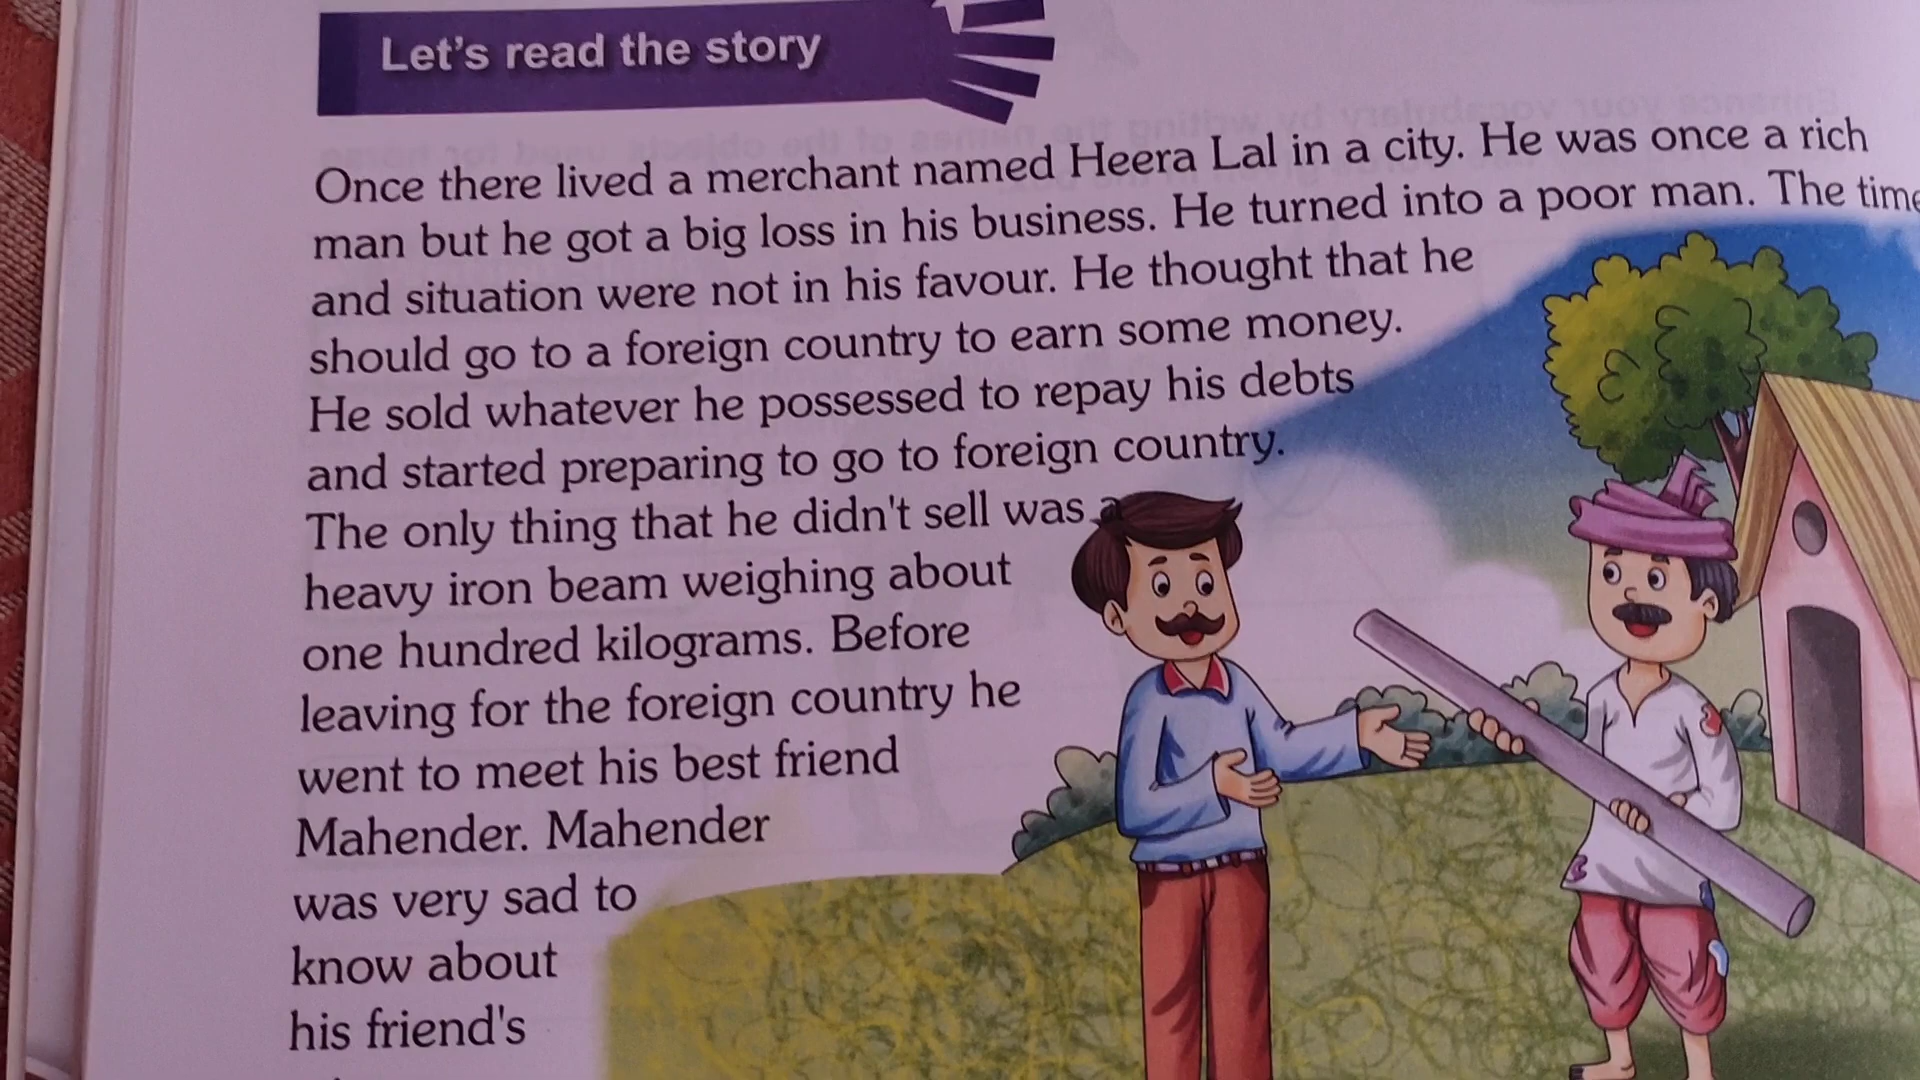 Let's read the story
Once there lived a merchant named Heera Lal in a city. He was once a rich
man but he got a big loss in his business. He turned into a poor man. The time
and situation were not in his favour. He thought that he
should go to a foreign country to earn some money.
He sold whatever he possessed to repay his debts
and started preparing to go to foreign country.
The only thing that he didn't sell was a
heavy iron beam weighing about
one hundred kilograms. Before
leaving for the foreign country he
went to meet his best friend
Mahender. Mahender
was very sad to
know about
his friend's